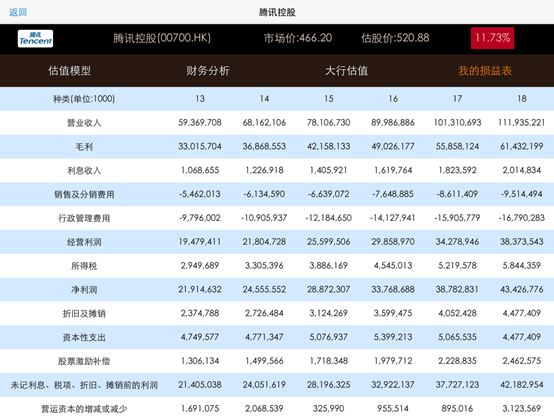 返回 腾讯控股
腾讯 Tencent 腾讯控股(00700.HK) 市场价:466.20 估股价:520.88 11.73%
估值模型 财务分析 大行估值 我的损益表
种类(单位:1000) 13 14 15 16 17 18
营业收入 59,369,708 68,162,106 78,106,730 89,986,886 101,310,693 111,935,221
毛利 33,015,704 36,868,553 42,158,133 49,026,177 55,858,124 61,432,199
利息收入 1,068,655 1,226,918 1,405,921 1,619,764 1,823,592 2,014,834
销售及分销费用 -5,462,013 -6,134,590 -6,639,072 -7,648,885 -8,611,409 -9,514,494
行政管理费用 -9,796,002 -10,905,937 -12,184,650 -14,127,941 -15,905,779 -16,790,283
经营利润 19,479,411 21,804,728 25,599,506 29,858,970 34,278,946 38,373,543
所得税 2,949,689 3,305,396 3,886,169 4,545,013 5,219,578 5,844,359
净利润 21,914,632 24,555,552 28,872,307 33,768,688 38,782,831 43,426,776
折旧及摊销 2,374,788 2,726,484 3,124,269 3,599,475 4,052,428 4,477,409
资本性支出 4,749,577 4,771,347 5,076,937 5,399,213 5,065,535 4,477,409
股票激励补偿 1,306,134 1,499,566 1,718,348 1,979,712 2,228,835 2,462,575
未记利息、税项、折旧、摊销前的利润 21,405,038 24,051,619 28,196,325 32,922,137 37,727,123 42,182,954
营运资本的增减或减少 1,691,075 2,068,539 325,990 955,514 895,016 3,123,569